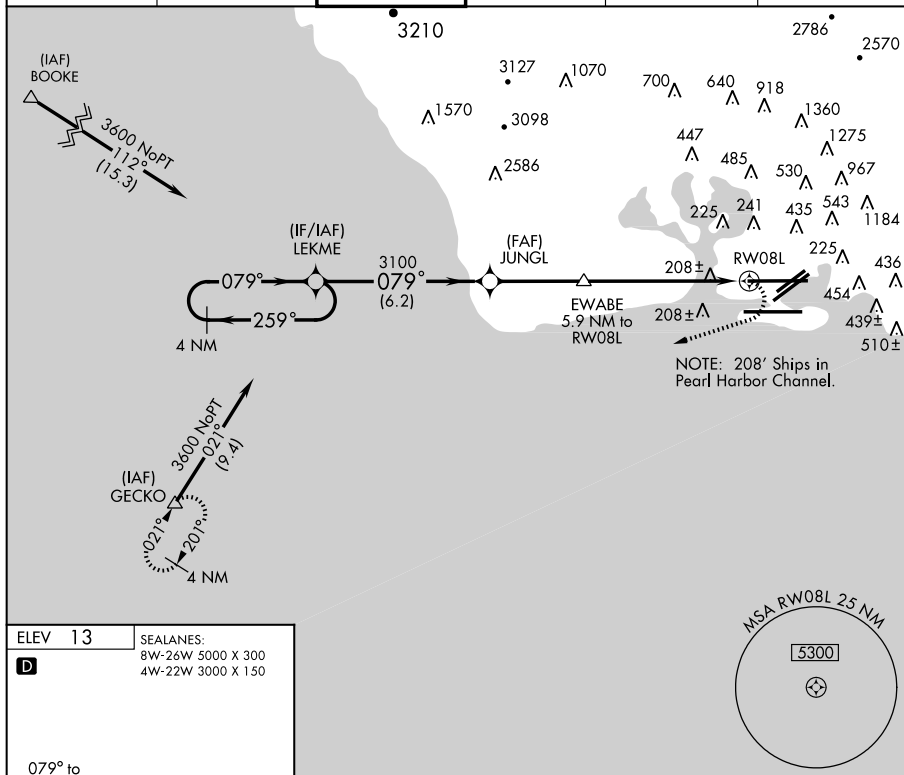 3210
2786
2570
(IAF)
BOOKE
3127
1070
700
640
918
1570
3098
1360
3600 NoPT
112°
(15.3)
447
1275
2586
485
530
967
225
241
435
543
1184
(IF/IAF)
LEKME
(FAF)
JUNGL
RW08L
225
436
079°
3100
079°
(6.2)
208±
454
259°
EWABE
5.9 NM to
RW08L
208±
439±
4 NM
510±
NOTE: 208' Ships in
Pearl Harbor Channel.
3600 NoPT
021°
(9.4)
(IAF)
GECKO
021°
201°
4 NM
MSA RW08L 25 NM
5300
ELEV 13
D
SEALANES:
8W-26W 5000 X 300
4W-22W 3000 X 150
079° to